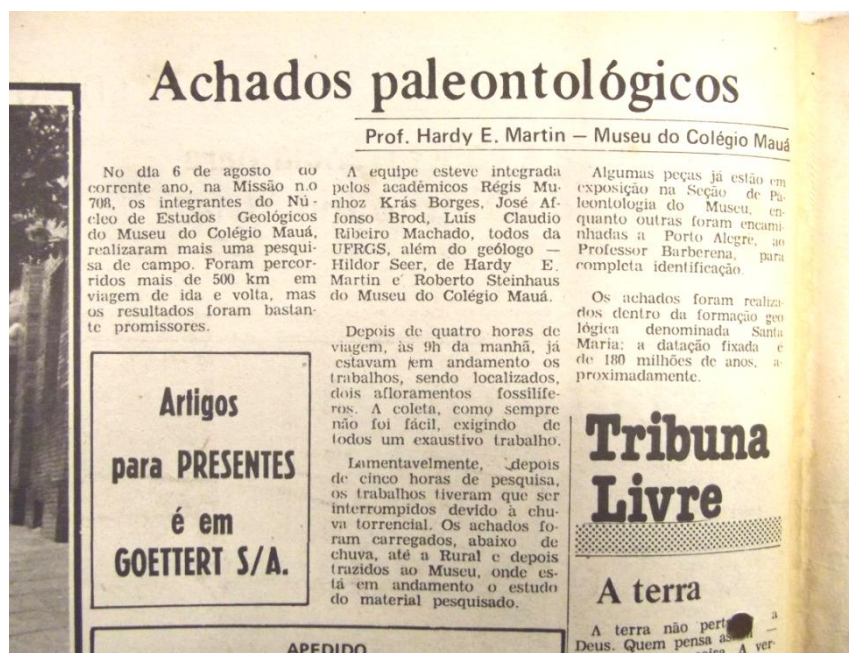 Achados paleontológicos
Prof. Hardy E. Martin — Museu do Colégio Mauá
No dia 6 de agosto do
corrente ano, na Missão n.o
708, os integrantes do Nú-
cleo de Estudos Geológicos
do Museu do Colégio Mauá,
realizaram mais uma pesqui-
sa de campo. Foram percor-
ridos mais de 500 km em
viagem de ida e volta, mas
os resultados foram bastan-
te promissores.
Artigos
para PRESENTES
é em
GOETTERT S/A.
A equipe esteve integrada
pelos acadêmicos Régis Mu-
nhoz Krás Borges, José Af-
fonso Brod, Luis Claudio
Ribeiro Machado, todos da
UFRGS, além do geólogo —
Hildor Seer, de Hardy E.
Martin e Roberto Steinhaus
do Museu do Colégio Mauá.
Depois de quatro horas de
viagem, às 9h da manhã, já
estavam em andamento os
trabalhos, sendo localizados,
dois afloramentos fossilife-
ros. A coleta, como sempre
não foi fácil, exigindo de
todos um exaustivo trabalho.
Lamentavelmente, depois
de cinco horas de pesquisa,
os trabalhos tiveram que ser
interrompidos devido à chu-
va torrencial. Os achados fo-
ram carregados, abaixo de
chuva, até a Rural e depois
trazidos ao Museu, onde es-
tá em andamento o estudo
do material pesquisado.
APEDIDO
Algumas peças já estão em
exposição na Seção de Pa-
leontologia do Museu, en-
quanto outras foram encami-
nhadas a Porto Alegre, ao
Professor Barberena, para
completa identificação.
Os achados foram realiza-
dos dentro da formação geo
lógica denominada Santa
Maria; a datação fixada é
de 180 milhões de anos, a-
proximadamente.
Tribuna
Livre
A terra
A terra não a
Deus. Quem pensa —
A ver-